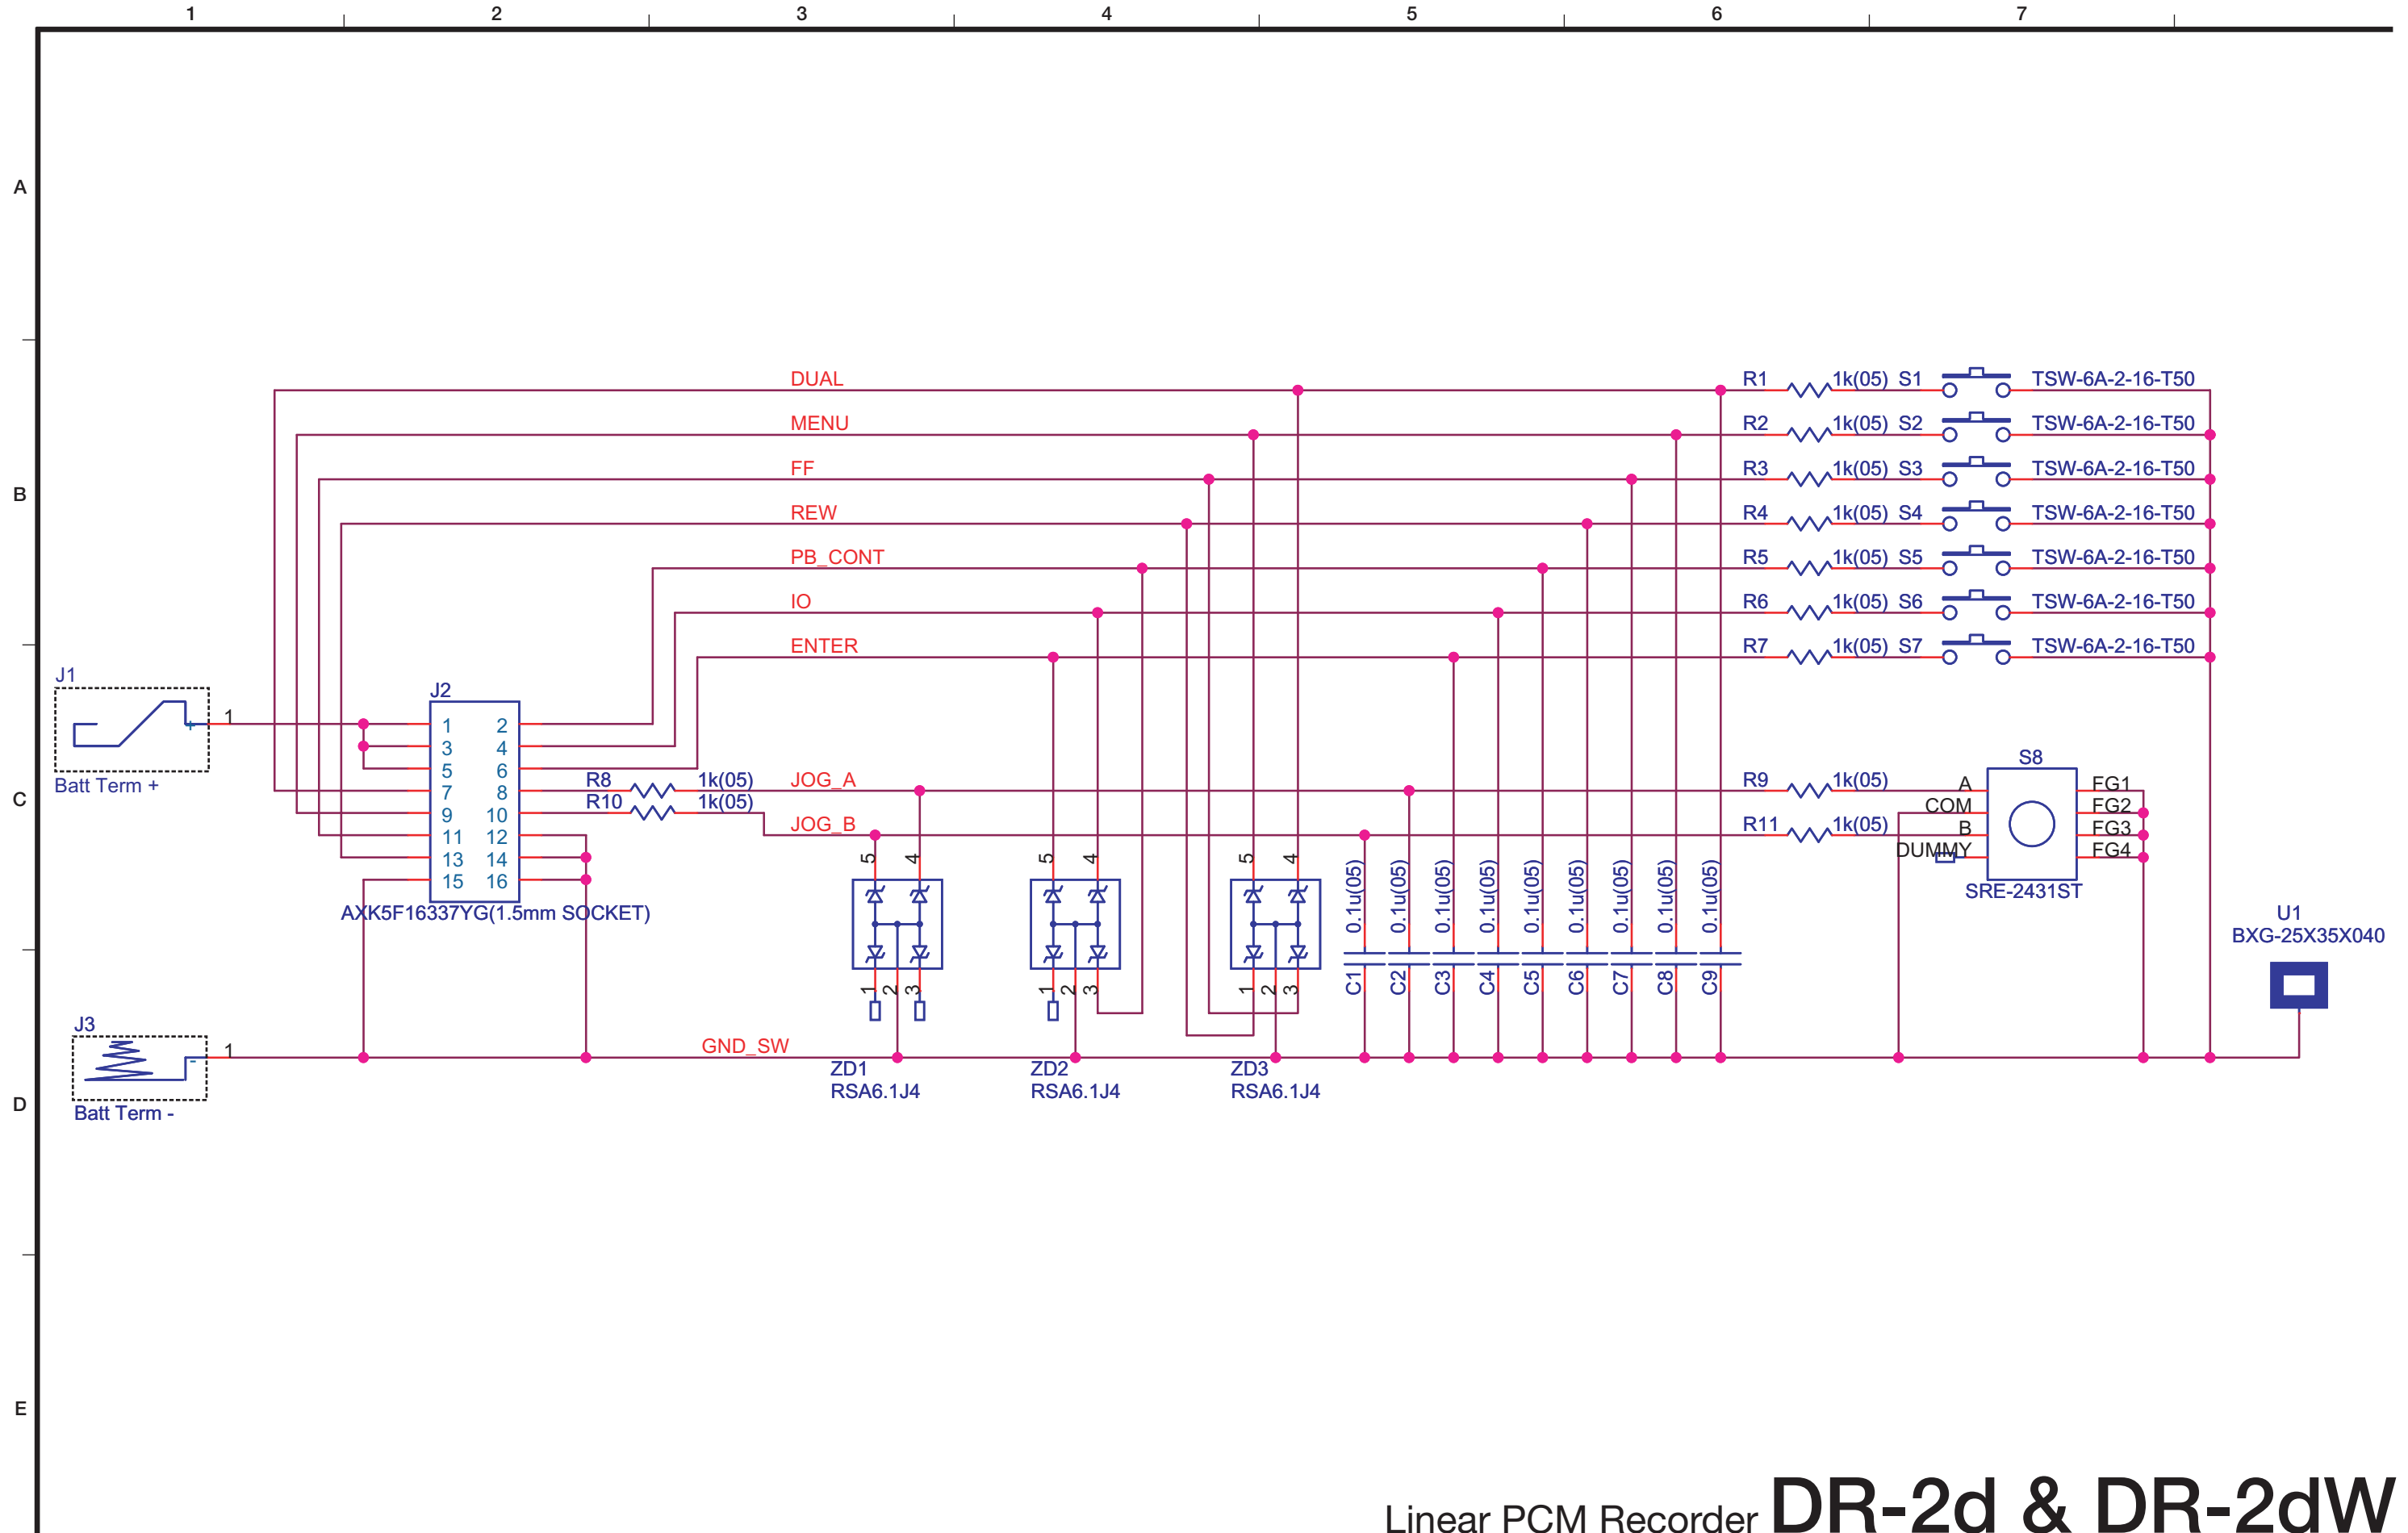 1 2 3 4 5 6 7
A
DUAL R1 1k(05) S1 TSW-6A-2-16-T50
MENU R2 1k(05) S2 TSW-6A-2-16-T50
FF R3 1k(05) S3 TSW-6A-2-16-T50
B
REW R4 1k(05) S4 TSW-6A-2-16-T50
PB_CONT R5 1k(05) S5 TSW-6A-2-16-T50
IO R6 1k(05) S6 TSW-6A-2-16-T50
ENTER R7 1k(05) S7 TSW-6A-2-16-T50
J1 J2
1 + 1 2
3 4
S8
5 6
Batt Term + R8 1k(05) JOG_A R9 1k(05) A FG1
7 8
C
R10 1k(05) COM FG2
9 10
JOG_B R11 1k(05) B FG3
11 12
DUMMY FG4
13 14
5 4 5 4 5 4
15 16
SRE-2431ST
AXK5F16337YG(1.5mm SOCKET)
0.1u(05) 0.1u(05) 0.1u(05) 0.1u(05) 0.1u(05) 0.1u(05) 0.1u(05) 0.1u(05) 0.1u(05)
U1
BXG-25X35X040
1 2 3 1 2 3 1 2 3
C1 C2 C3 C4 C5 C6 C7 C8 C9
J3
1 - GND_SW
ZD1 ZD2 ZD3
RSA6.1J4 RSA6.1J4 RSA6.1J4
D
Batt Term -
E
Linear PCM Recorder DR-2d & DR-2dW